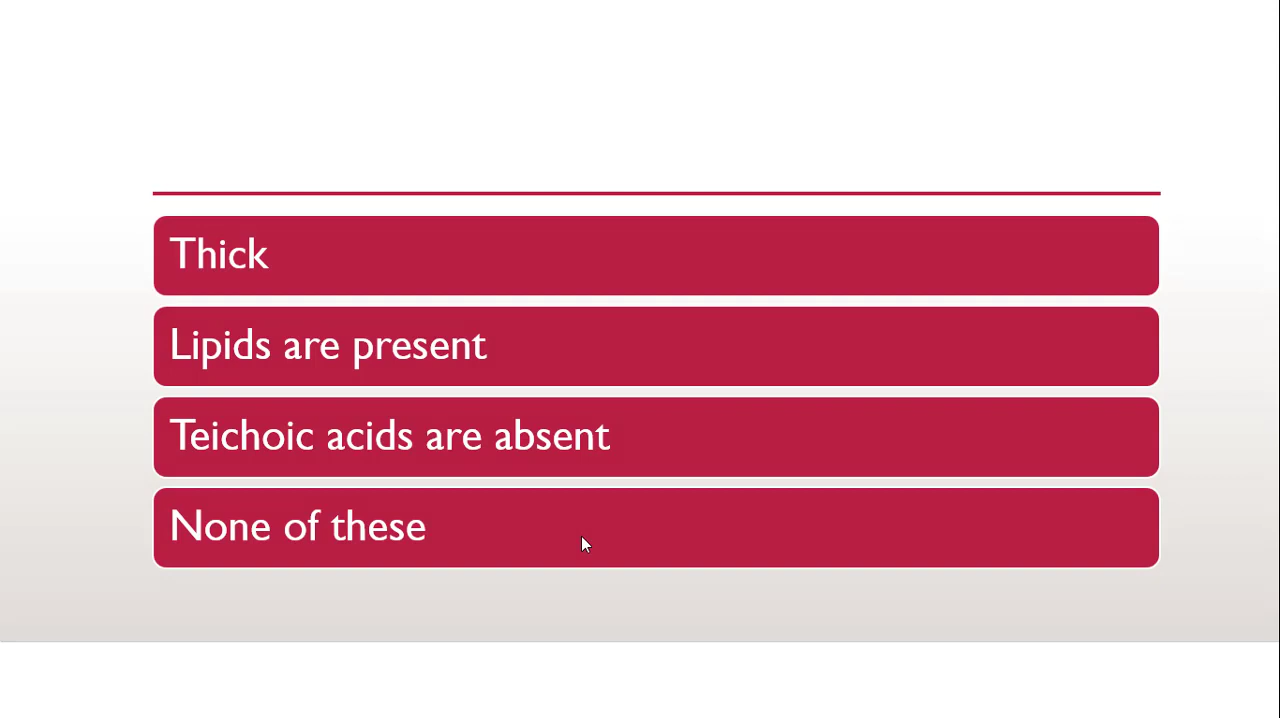 Thick
Lipids are present
Teichoic acids are absent
None of these